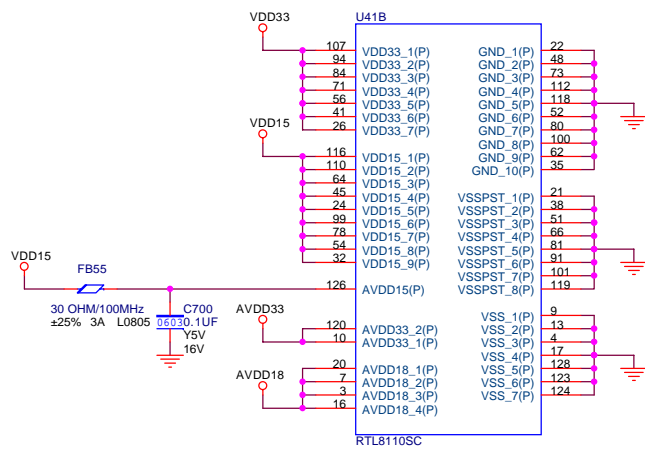 VDD33
U41B
107 VDD33_1(P) GND_1(P) 22
94 VDD33_2(P) GND_2(P) 48
84 VDD33_3(P) GND_3(P) 73
71 VDD33_4(P) GND_4(P) 112
56 VDD33_5(P) GND_5(P) 118
41 VDD33_6(P) GND_6(P) 52
26 VDD33_7(P) GND_7(P) 80
GND_8(P) 100
VDD15
116 VDD15_1(P) GND_9(P) 62
110 VDD15_2(P) GND_10(P) 35
64 VDD15_3(P)
45 VDD15_4(P) VSSPST_1(P) 21
24 VDD15_5(P) VSSPST_2(P) 38
99 VDD15_6(P) VSSPST_3(P) 51
78 VDD15_7(P) VSSPST_4(P) 66
54 VDD15_8(P) VSSPST_5(P) 81
32 VDD15_9(P) VSSPST_6(P) 91
VSSPST_7(P) 101
126 AVDD15(P) VSSPST_8(P) 119
VDD15
FB55
30 OHM/100MHz
±25% 3A L0805
C700
0603 0.1UF
Y5V
16V
AVDD33
VSS_1(P) 9
120 AVDD33_2(P) VSS_2(P) 13
10 AVDD33_1(P) VSS_3(P) 4
VSS_4(P) 17
AVDD18
20 AVDD18_1(P) VSS_5(P) 128
7 AVDD18_2(P) VSS_6(P) 123
3 AVDD18_3(P) VSS_7(P) 124
16 AVDD18_4(P)
RTL8110SC